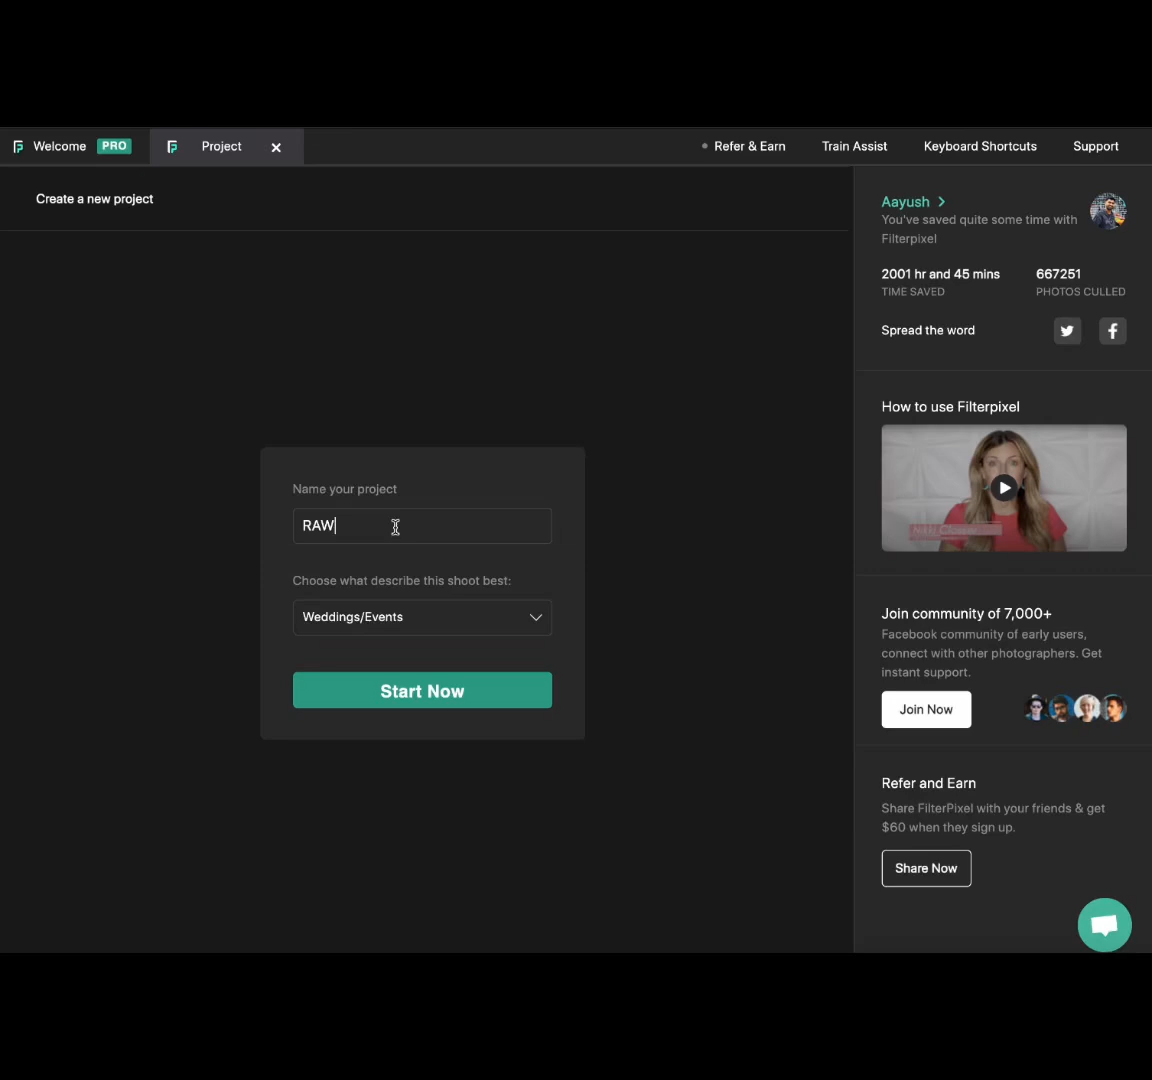 Welcome PRO
Project
Refer & Earn
Train Assist
Keyboard Shortcuts
Support
Create a new project
Name your project
RAW
Choose what describe this shoot best:
Weddings/Events
Start Now
Aayush
You've saved quite some time with
Filterpixel
2001 hr and 45 mins
TIME SAVED
667251
PHOTOS CULLED
Spread the word
How to use Filterpixel
Nikki Closser
Join community of 7,000+
Facebook community of early users,
connect with other photographers. Get
instant support.
Join Now
Refer and Earn
Share FilterPixel with your friends & get
$60 when they sign up.
Share Now